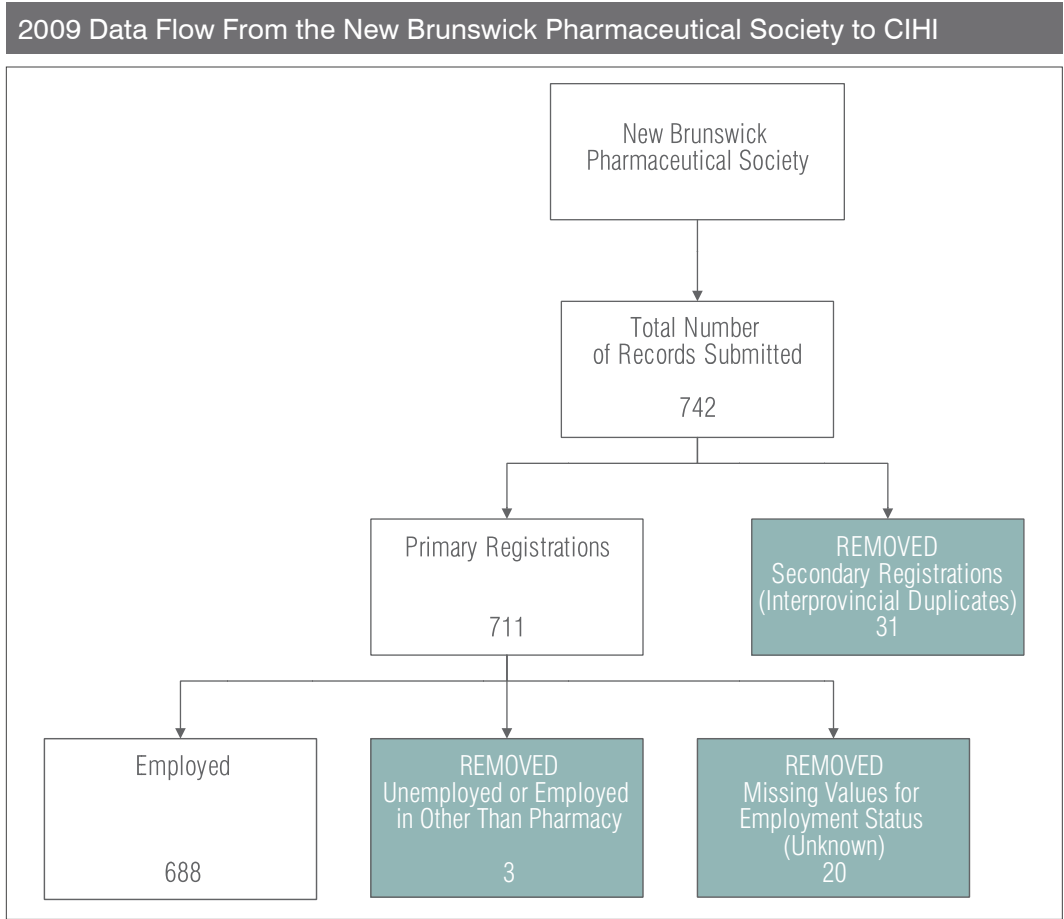 2009 Data Flow From the New Brunswick Pharmaceutical Society to CIHI
New Brunswick
Pharmaceutical Society
Total Number
of Records Submitted
742
Primary Registrations
711
REMOVED
Secondary Registrations
(Interprovincial Duplicates)
31
Employed
688
REMOVED
Unemployed or Employed
in Other Than Pharmacy
3
REMOVED
Missing Values for
Employment Status
(Unknown)
20